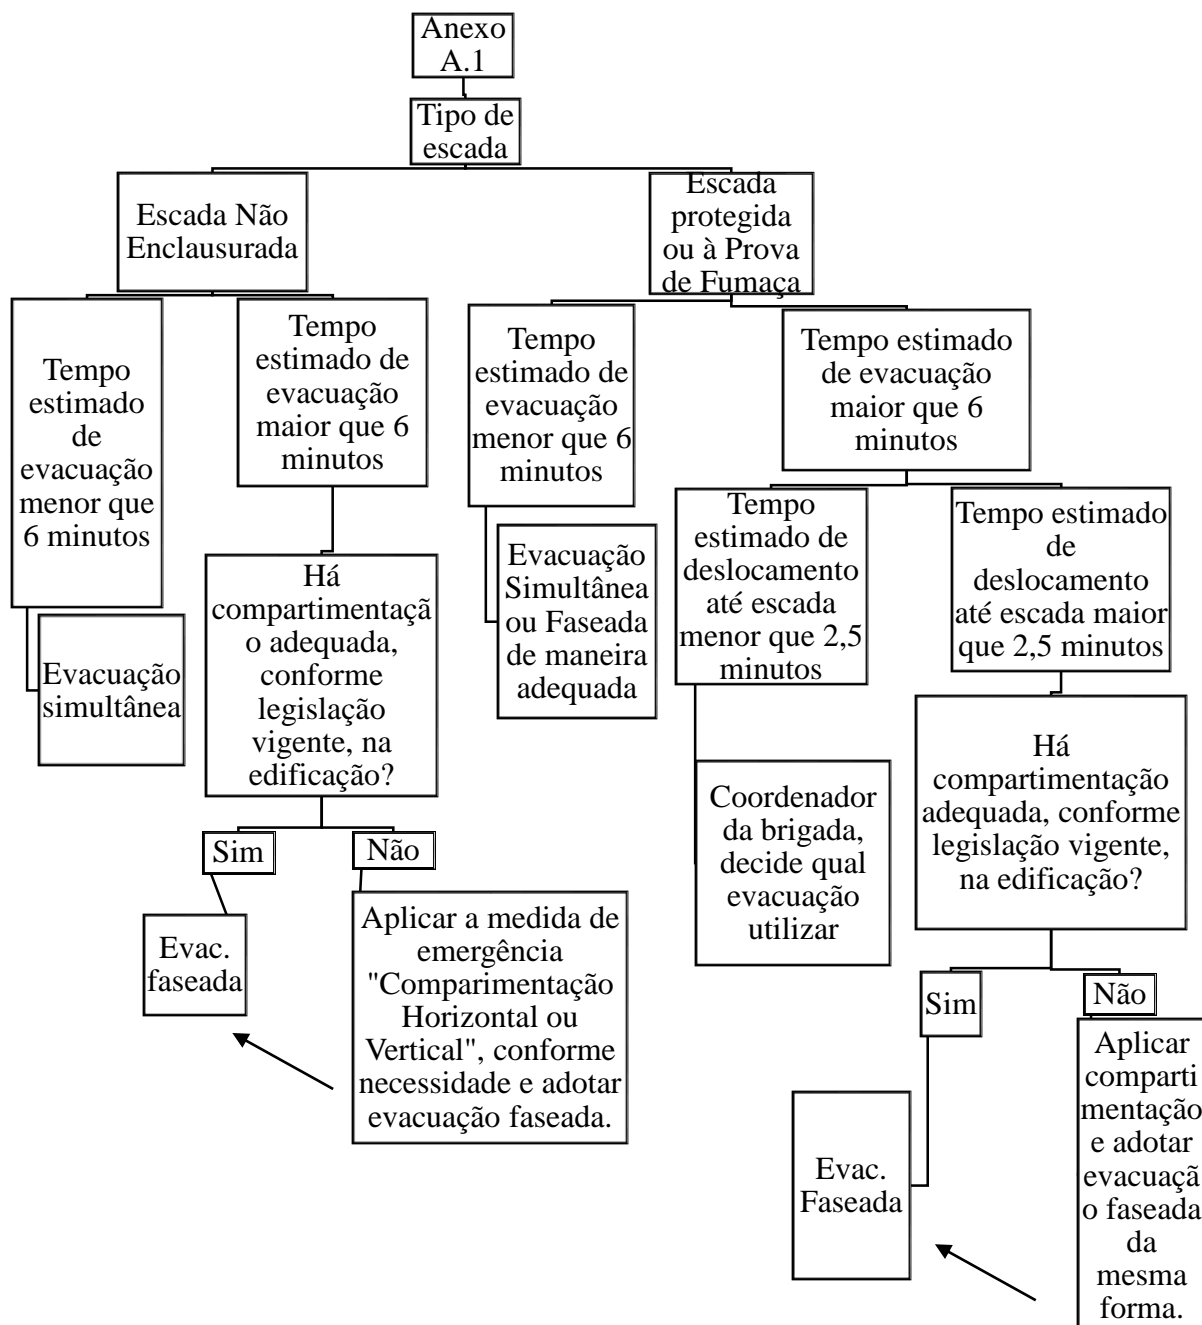 Anexo
A.1
Tipo de
escada
Escada Não
Enclausurada
Escada
protegida
ou à Prova
de Fumaça
Tempo
estimado
de
evacuação
menor que
6 minutos
Tempo
estimado de
evacuação
maior que 6
minutos
Tempo
estimado de
evacuação
menor que 6
minutos
Tempo estimado
de evacuação
maior que 6
minutos
Evacuação
simultânea
Há
compartimentaçã
o adequada,
conforme
legislação
vigente, na
edificação?
Evacuação
Simultânea
ou Faseada
de maneira
adequada
Tempo
estimado de
deslocamento
até escada
menor que 2,5
minutos
Tempo estimado
de
deslocamento
até escada maior
que 2,5 minutos
Sim
Não
Evac.
faseada
Aplicar a medida de
emergência
"Comparimentação
Horizontal ou
Vertical", conforme
necessidade e adotar
evacuação faseada.
Coordenador
da brigada,
decide qual
evacuação
utilizar
Há
compartimentação
adequada, conforme
legislação vigente,
na edificação?
Sim
Não
Evac.
Faseada
Aplicar
comparti
mentação
e adotar
evacuaçã
o faseada
da
mesma
forma.